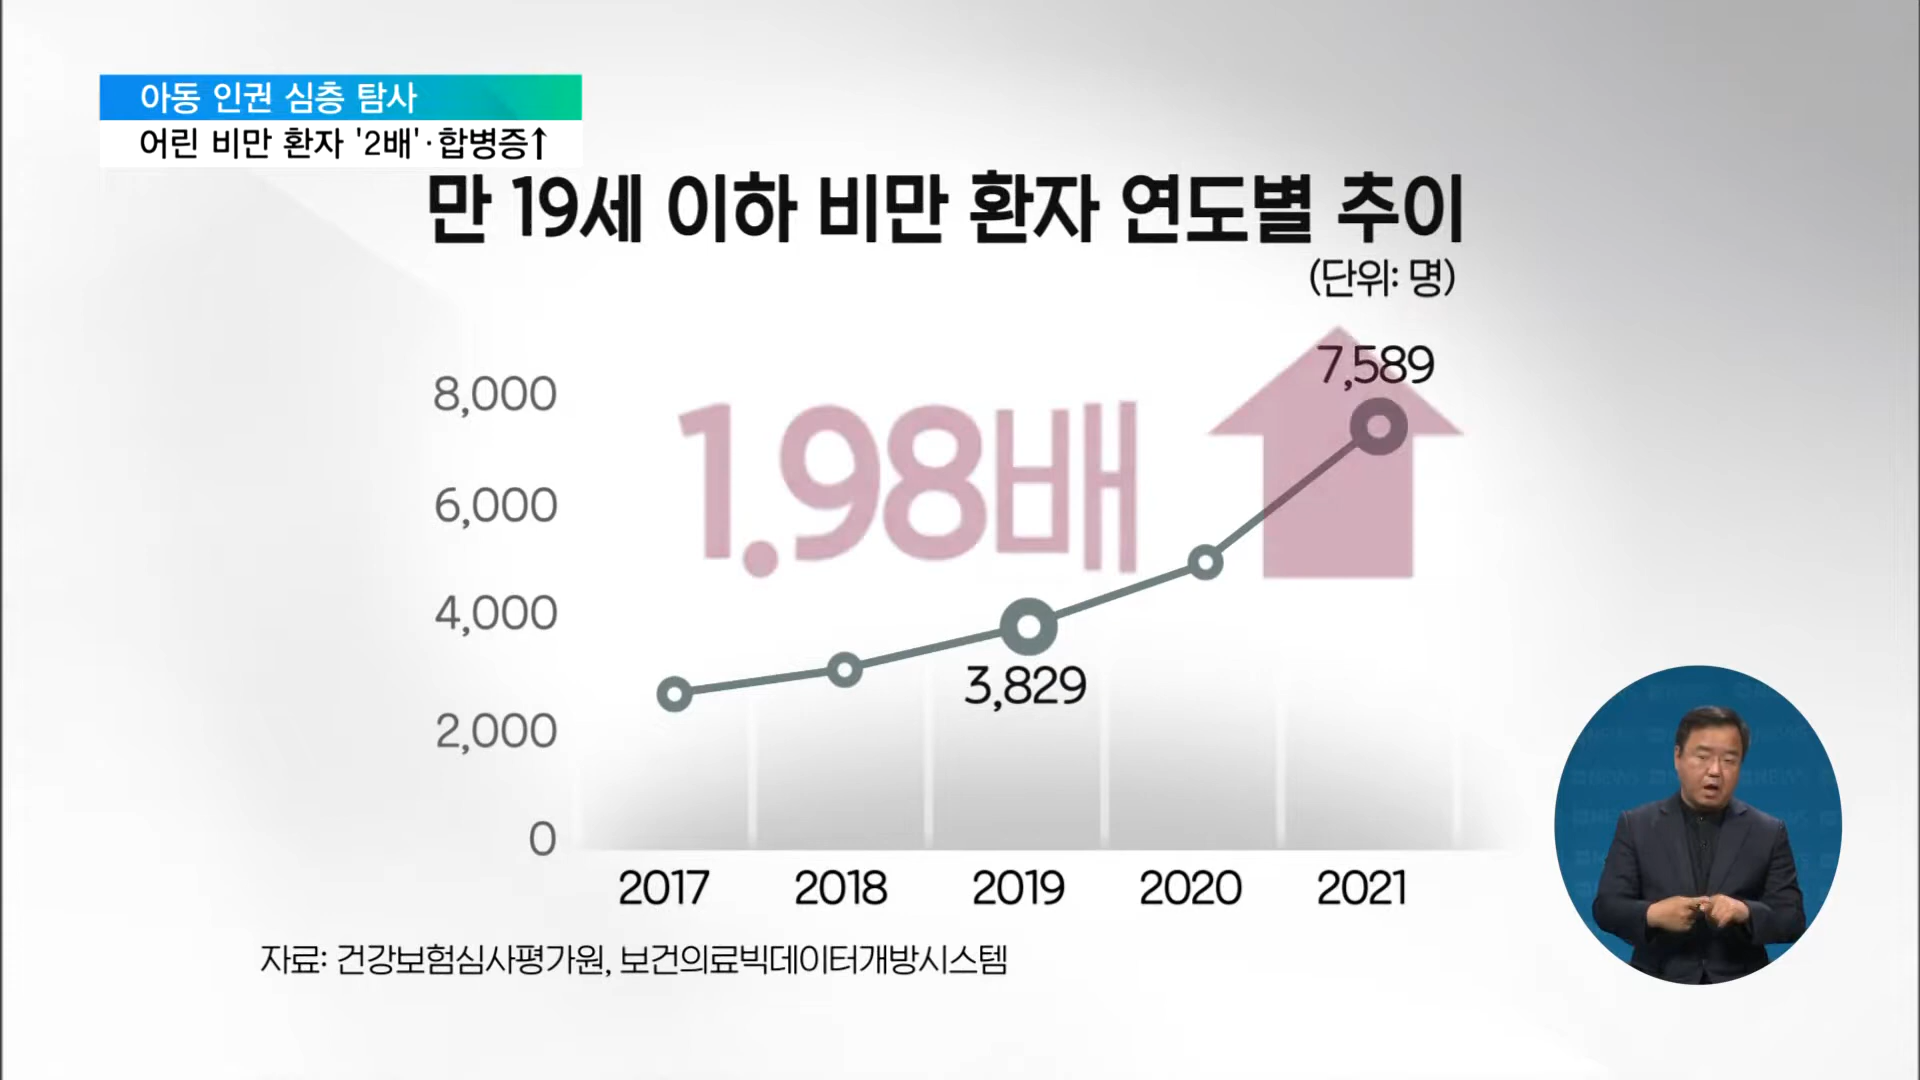 아동 인권 심층 탐사
어린 비만 환자 '2배'·합병증↑
만 19세 이하 비만 환자 연도별 추이
(단위: 명)
8,000
6,000
4,000
2,000
0
1.98배
7,589
3,829
2017 2018 2019 2020 2021
자료: 건강보험심사평가원, 보건의료빅데이터개방시스템